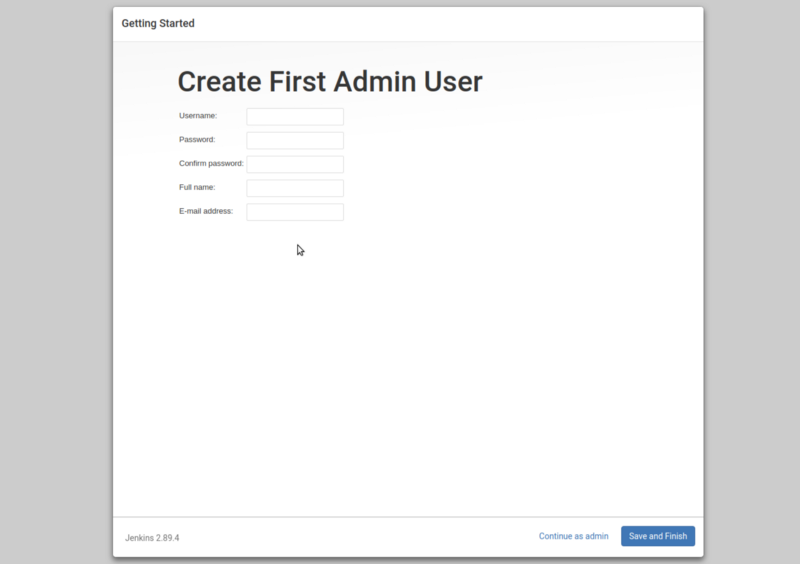 Getting Started
Create First Admin User
Username:
Password:
Confirm password:
Full name:
E-mail address:
Jenkins 2.89.4
Continue as admin
Save and Finish